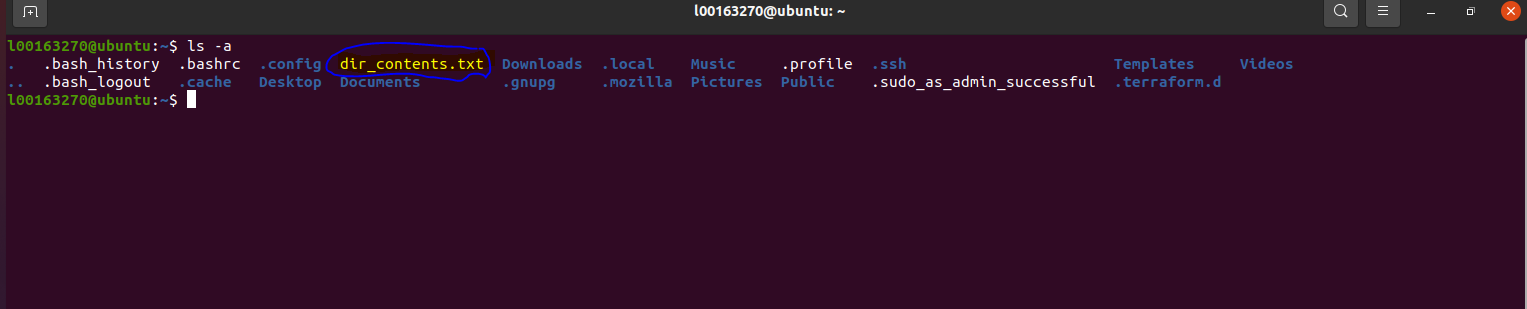 l00163270@ubuntu: ~
l00163270@ubuntu:~$ ls -a
.   .bash_history  .bashrc  .config  dir_contents.txt  Downloads  .local    Music     .profile  .ssh                       Templates     Videos
..  .bash_logout   .cache   Desktop  Documents         .gnupg     .mozilla  Pictures  Public    .sudo_as_admin_successful  .terraform.d
l00163270@ubuntu:~$